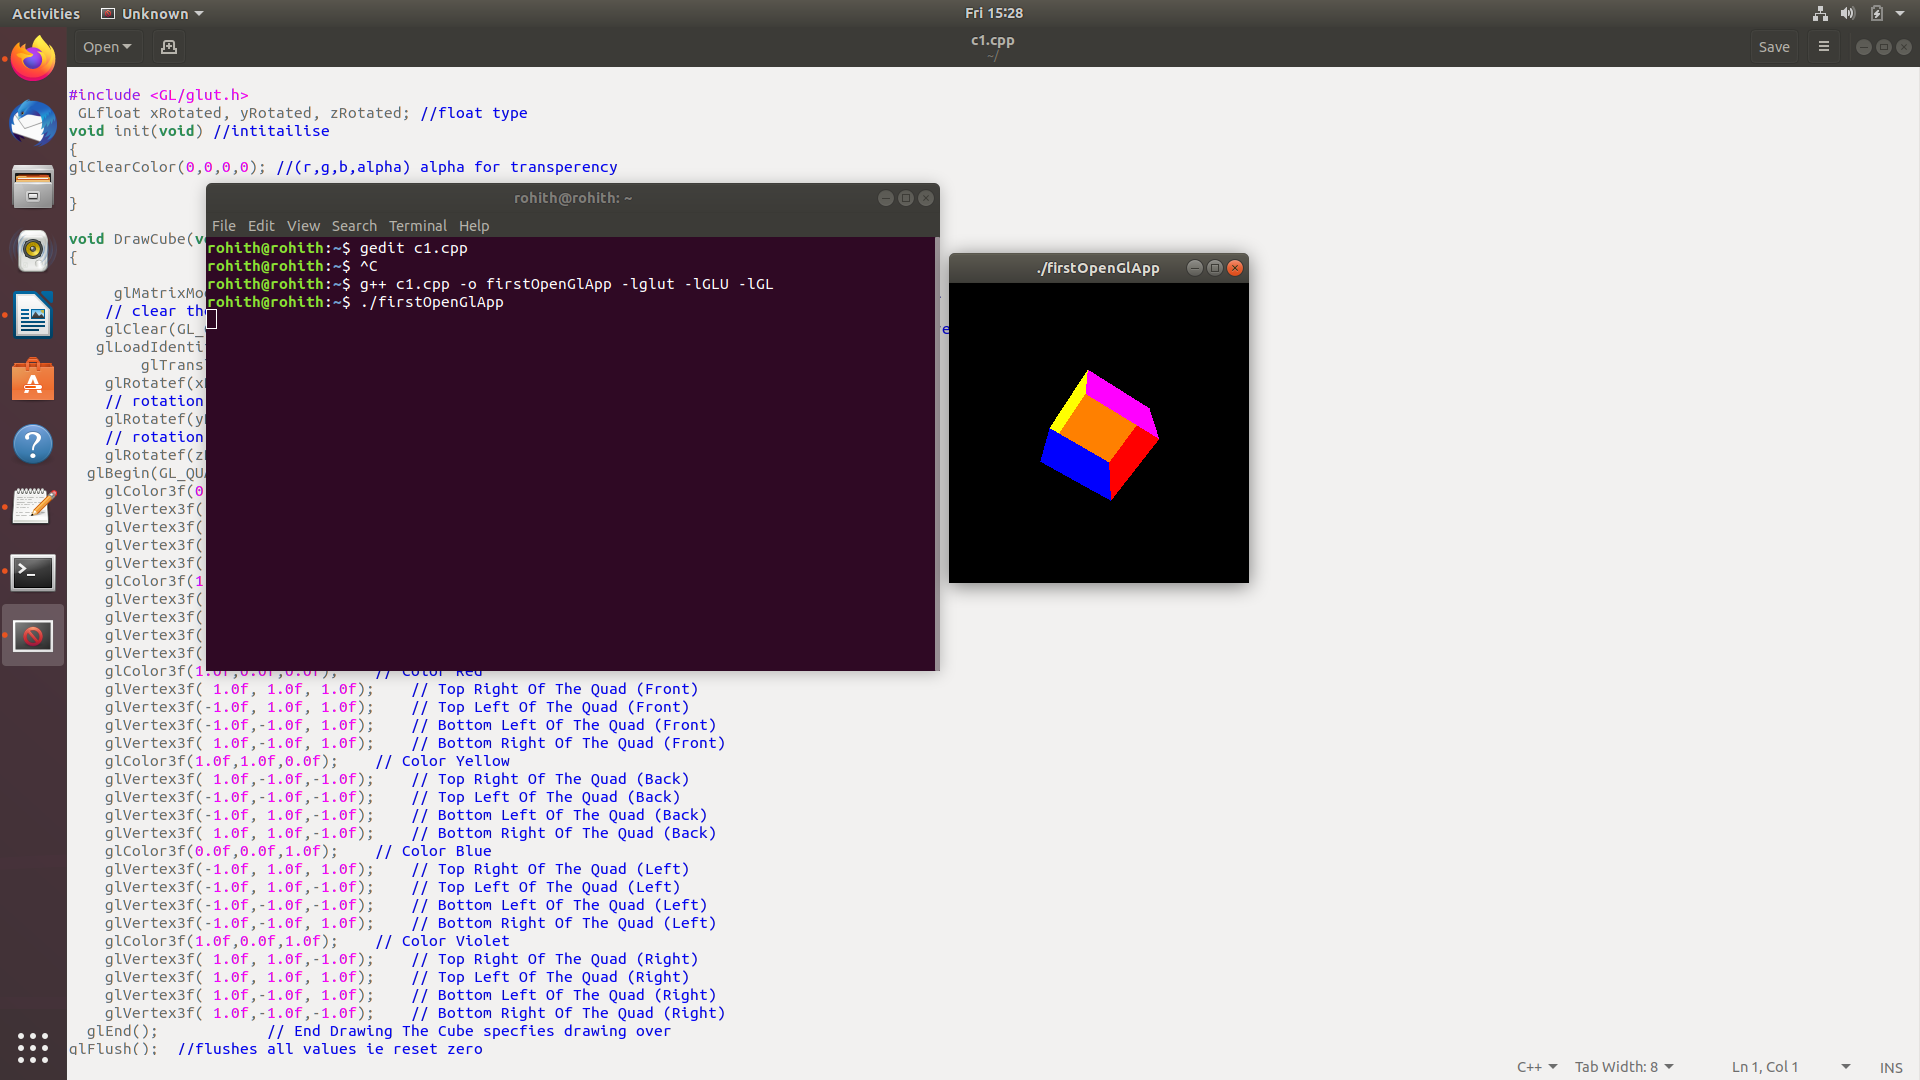 Activities Unknown Fri 15:28
Open c1.cpp Save
~/
#include <GL/glut.h>
GLfloat xRotated, yRotated, zRotated; //float type
void init(void) //intitailise
{
glClearColor(0,0,0,0); //(r,g,b,alpha) alpha for transperency
}
void DrawCube(v
{
glMatrixMo
// clear th
glClear(GL_ re
glLoadIdenti
glTrans
glRotatef(x
// rotation
glRotatef(y
// rotation
glRotatef(z
glBegin(GL_QU
glColor3f(0
glVertex3f(
glVertex3f(
glVertex3f(
glVertex3f(
glColor3f(1
glVertex3f(
glVertex3f(
glVertex3f(
glVertex3f(
rohith@rohith: ~
File Edit View Search Terminal Help
rohith@rohith:~$ gedit c1.cpp
rohith@rohith:~$ ^C
rohith@rohith:~$ g++ c1.cpp -o firstOpenGlApp -lglut -lGLU -lGL
rohith@rohith:~$ ./firstOpenGlApp
./firstOpenGlApp
glColor3f(1.0f,0.0f,0.0f); // Color Red
glVertex3f( 1.0f, 1.0f, 1.0f); // Top Right Of The Quad (Front)
glVertex3f(-1.0f, 1.0f, 1.0f); // Top Left Of The Quad (Front)
glVertex3f(-1.0f,-1.0f, 1.0f); // Bottom Left Of The Quad (Front)
glVertex3f( 1.0f,-1.0f, 1.0f); // Bottom Right Of The Quad (Front)
glColor3f(1.0f,1.0f,0.0f); // Color Yellow
glVertex3f( 1.0f,-1.0f,-1.0f); // Top Right Of The Quad (Back)
glVertex3f(-1.0f,-1.0f,-1.0f); // Top Left Of The Quad (Back)
glVertex3f(-1.0f, 1.0f,-1.0f); // Bottom Left Of The Quad (Back)
glVertex3f( 1.0f, 1.0f,-1.0f); // Bottom Right Of The Quad (Back)
glColor3f(0.0f,0.0f,1.0f); // Color Blue
glVertex3f(-1.0f, 1.0f, 1.0f); // Top Right Of The Quad (Left)
glVertex3f(-1.0f, 1.0f,-1.0f); // Top Left Of The Quad (Left)
glVertex3f(-1.0f,-1.0f,-1.0f); // Bottom Left Of The Quad (Left)
glVertex3f(-1.0f,-1.0f, 1.0f); // Bottom Right Of The Quad (Left)
glColor3f(1.0f,0.0f,1.0f); // Color Violet
glVertex3f( 1.0f, 1.0f,-1.0f); // Top Right Of The Quad (Right)
glVertex3f( 1.0f, 1.0f, 1.0f); // Top Left Of The Quad (Right)
glVertex3f( 1.0f,-1.0f, 1.0f); // Bottom Left Of The Quad (Right)
glVertex3f( 1.0f,-1.0f,-1.0f); // Bottom Right Of The Quad (Right)
glEnd(); // End Drawing The Cube specfies drawing over
glFlush(); //flushes all values ie reset zero
C++ Tab Width: 8 Ln 1, Col 1 INS